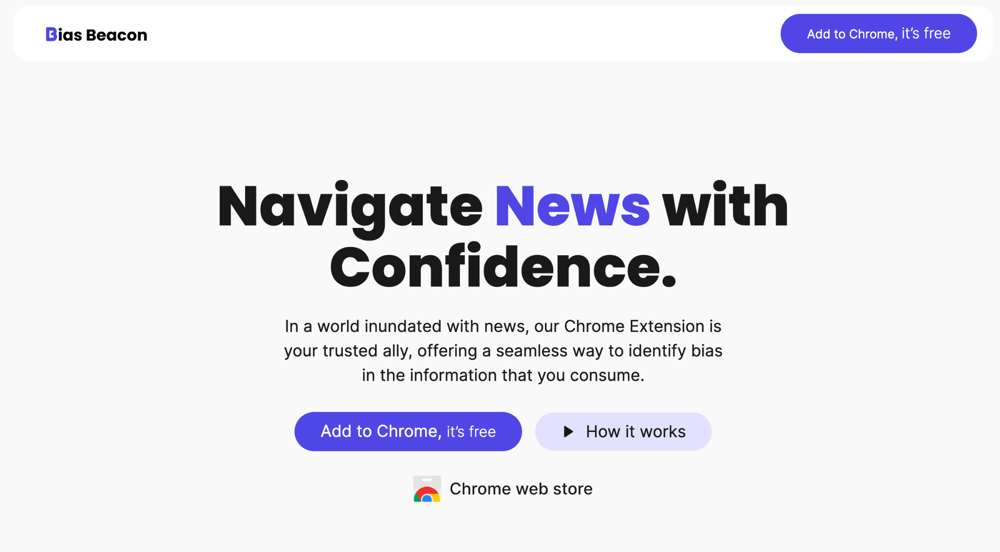 Bias Beacon
Add to Chrome, it’s free
Navigate News with
Confidence.
In a world inundated with news, our Chrome Extension is
your trusted ally, offering a seamless way to identify bias
in the information that you consume.
Add to Chrome, it’s free
How it works
Chrome web store